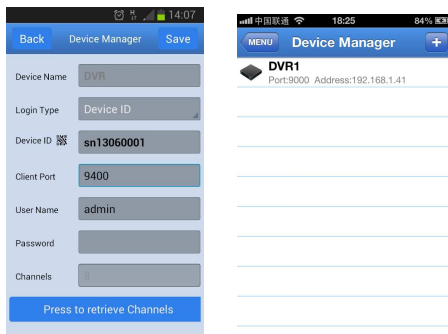 14:07
Back Device Manager Save
Device Name DVR
Login Type Device ID
Device ID sn13060001
Client Port 9400
User Name admin
Password
Channels 8
Press to retrieve Channels
中国联通 18:25 84%
MENU Device Manager +
DVR1
Port:9000 Address:192.168.1.41